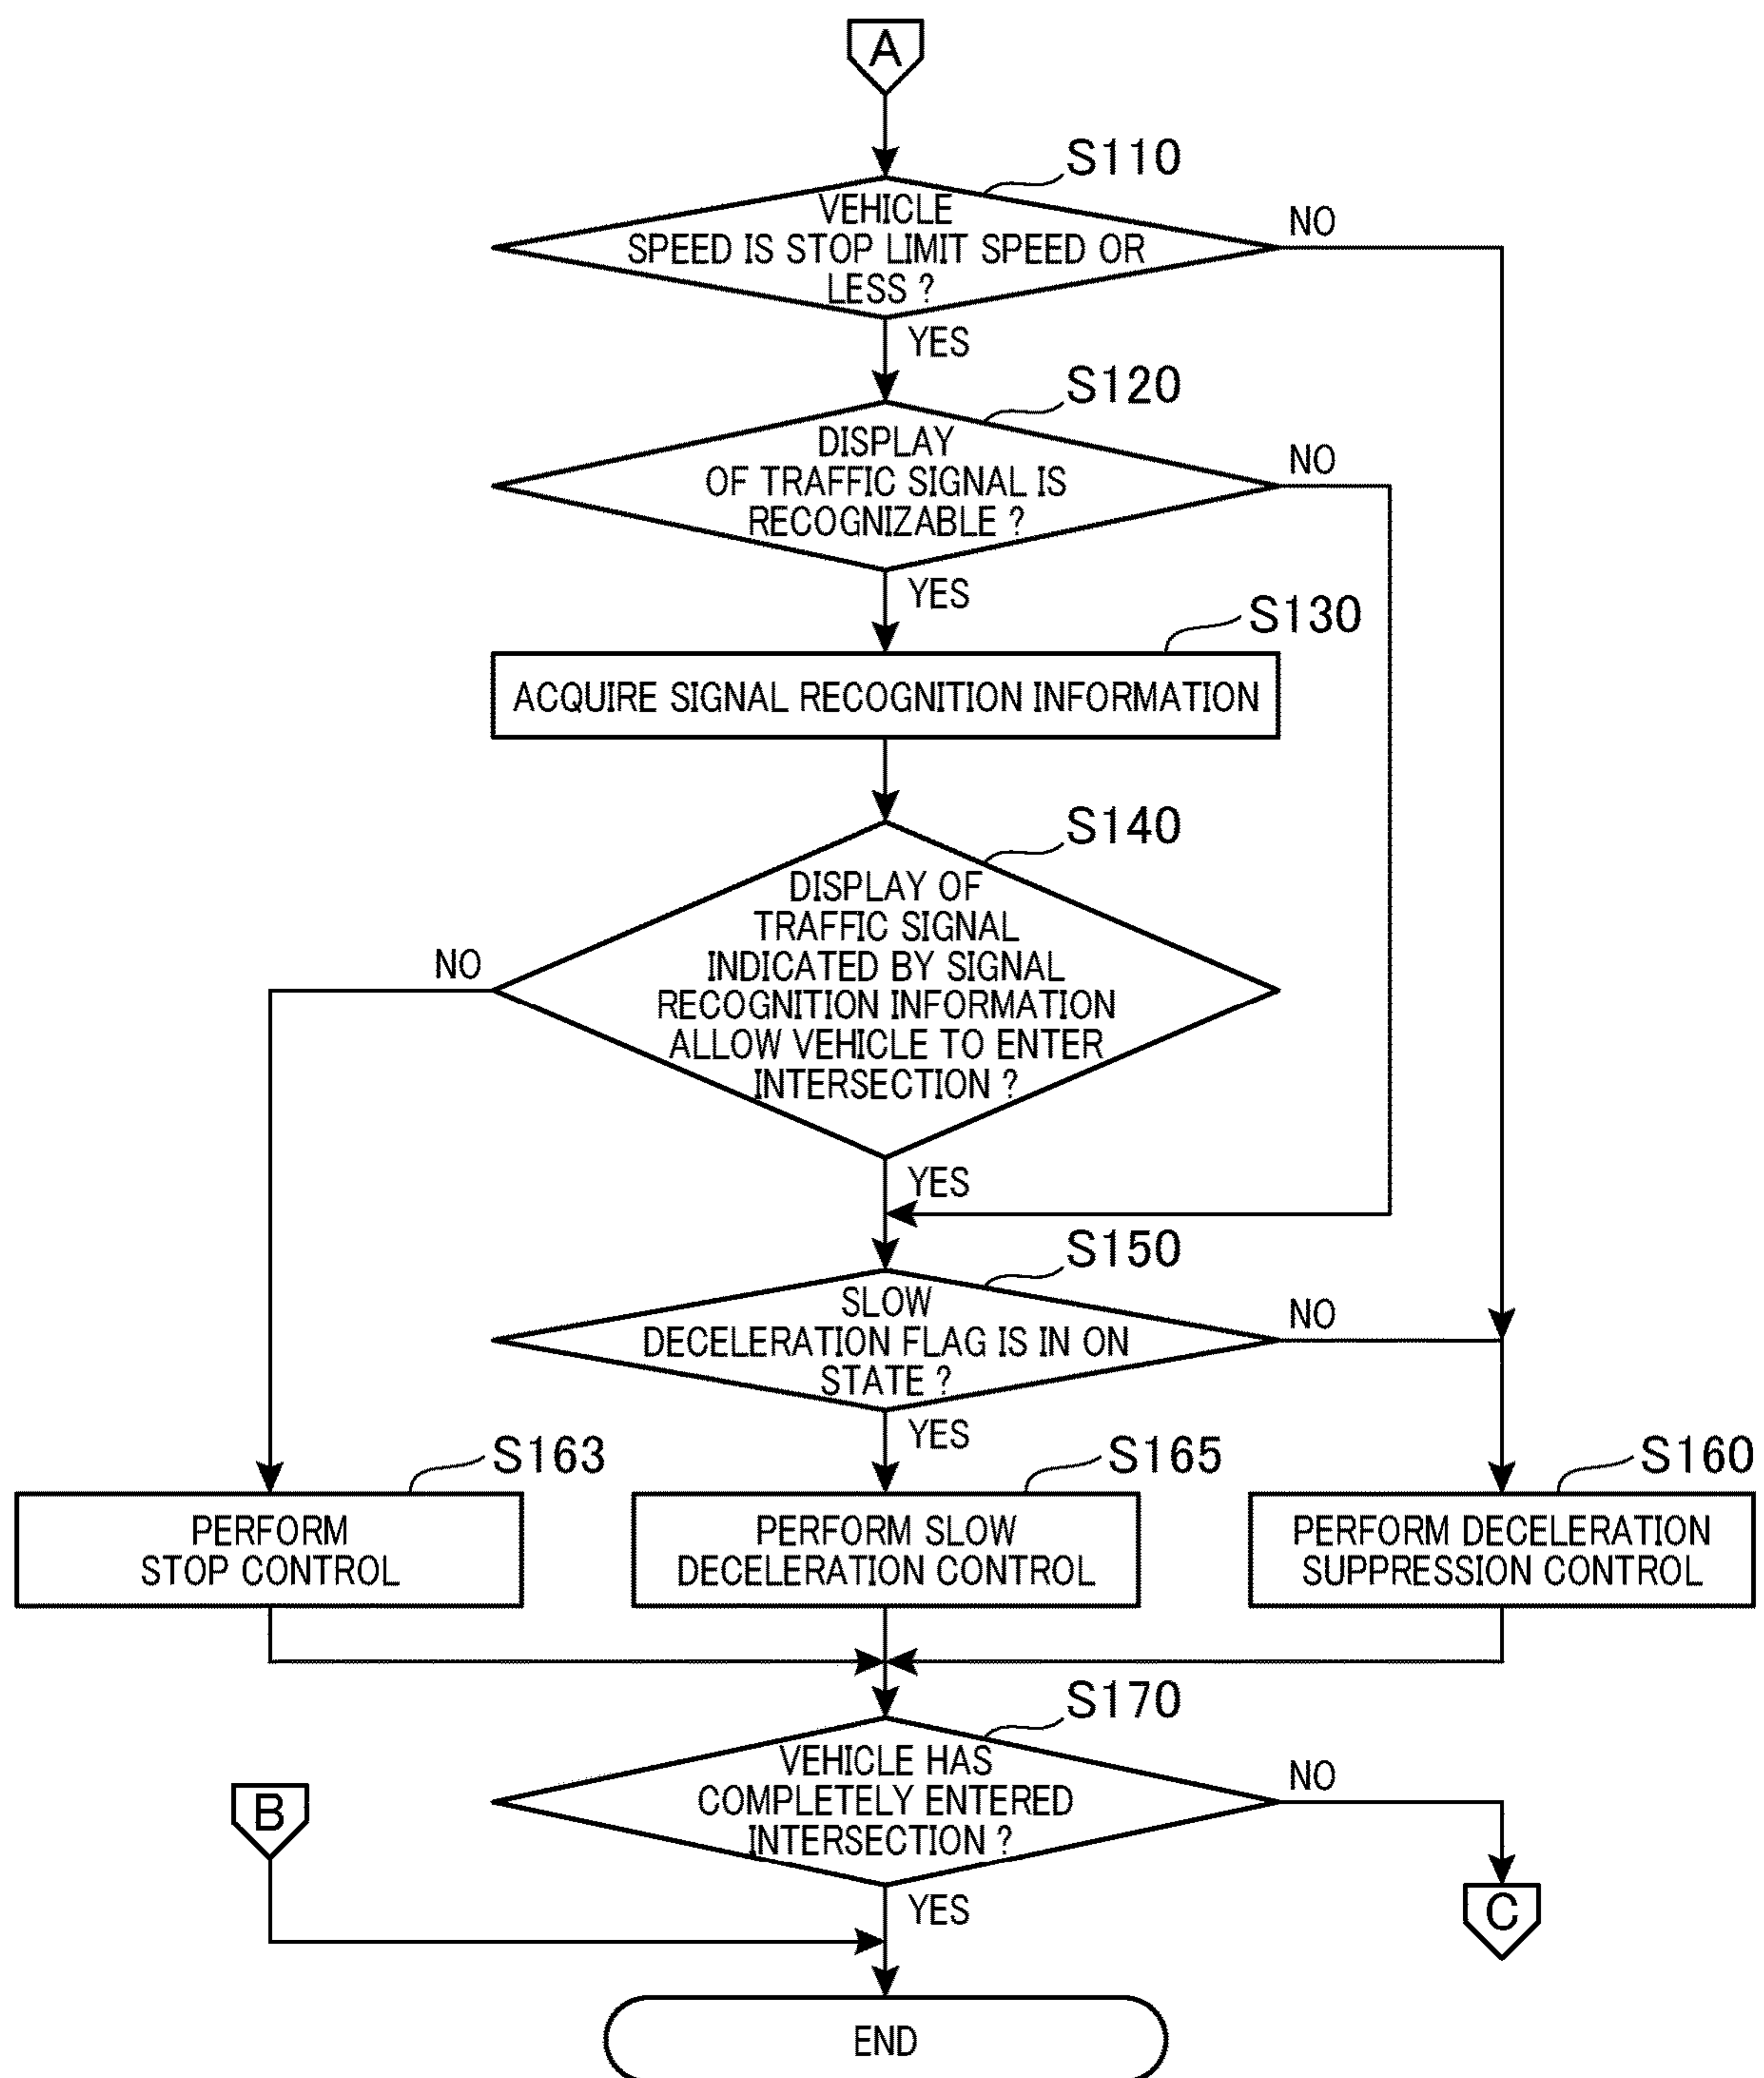 A
S110
VEHICLE
SPEED IS STOP LIMIT SPEED OR
LESS ?
NO
YES
S120
DISPLAY
OF TRAFFIC SIGNAL IS
RECOGNIZABLE ?
NO
YES
S130
ACQUIRE SIGNAL RECOGNITION INFORMATION
S140
DISPLAY OF
TRAFFIC SIGNAL
INDICATED BY SIGNAL
RECOGNITION INFORMATION
ALLOW VEHICLE TO ENTER
INTERSECTION ?
NO
YES
S150
SLOW
DECELERATION FLAG IS IN ON
STATE ?
NO
YES
S163
PERFORM
STOP CONTROL
S165
PERFORM SLOW
DECELERATION CONTROL
S160
PERFORM DECELERATION
SUPPRESSION CONTROL
S170
VEHICLE HAS
COMPLETELY ENTERED
INTERSECTION ?
NO
B
YES
C
END